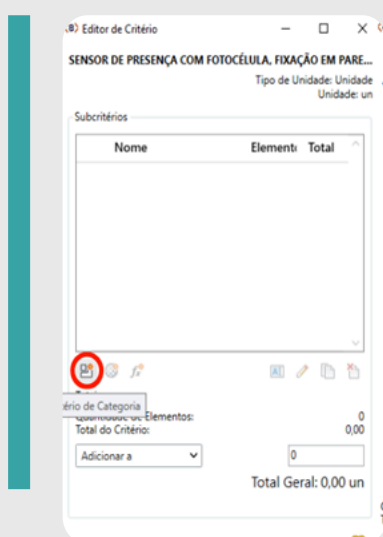 Editor de Critério
SENSOR DE PRESENÇA COM FOTOCÉLULA, FIXAÇÃO EM PARE...
Tipo de Unidade: Unidade
Unidade: un
Subcritérios
Nome Element Total
ério de Categoria
Quantidade de Elementos: 0
Total do Critério: 0,00
Adicionar a 0
Total Geral: 0,00 un